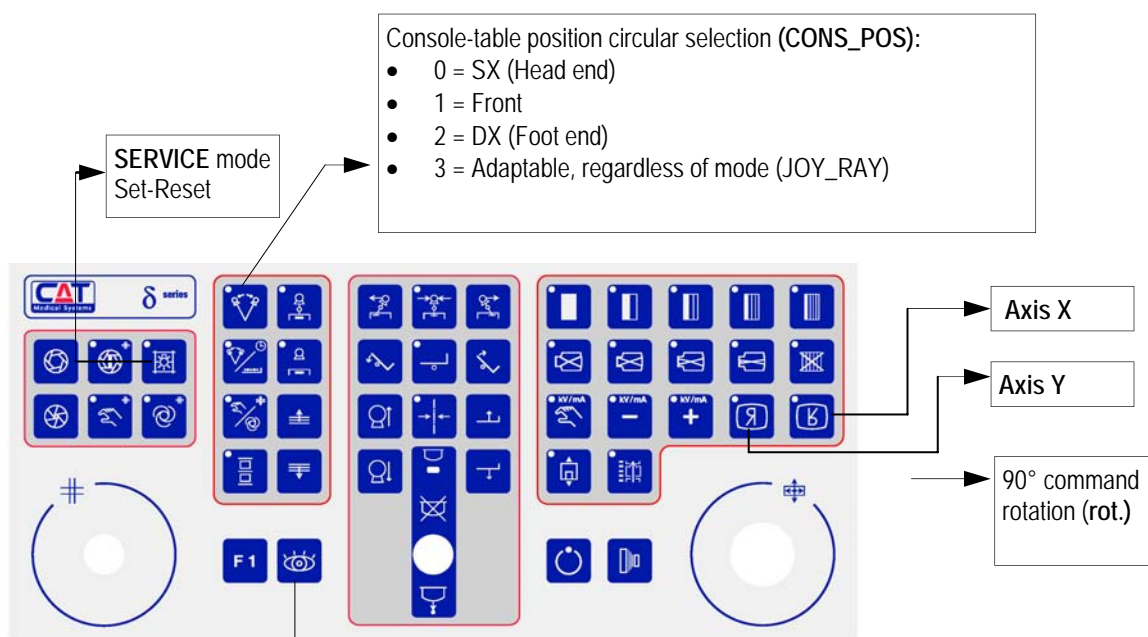 Console-table position circular selection (CONS_POS):
• 0 = SX (Head end)
• 1 = Front
• 2 = DX (Foot end)
• 3 = Adaptable, regardless of mode (JOY_RAY)
SERVICE mode
Set-Reset
CAT
Medical Systems
δ series
Axis X
Axis Y
kV/mA
kV/mA
kV/mA
R
R
90° command
rotation (rot.)
F1